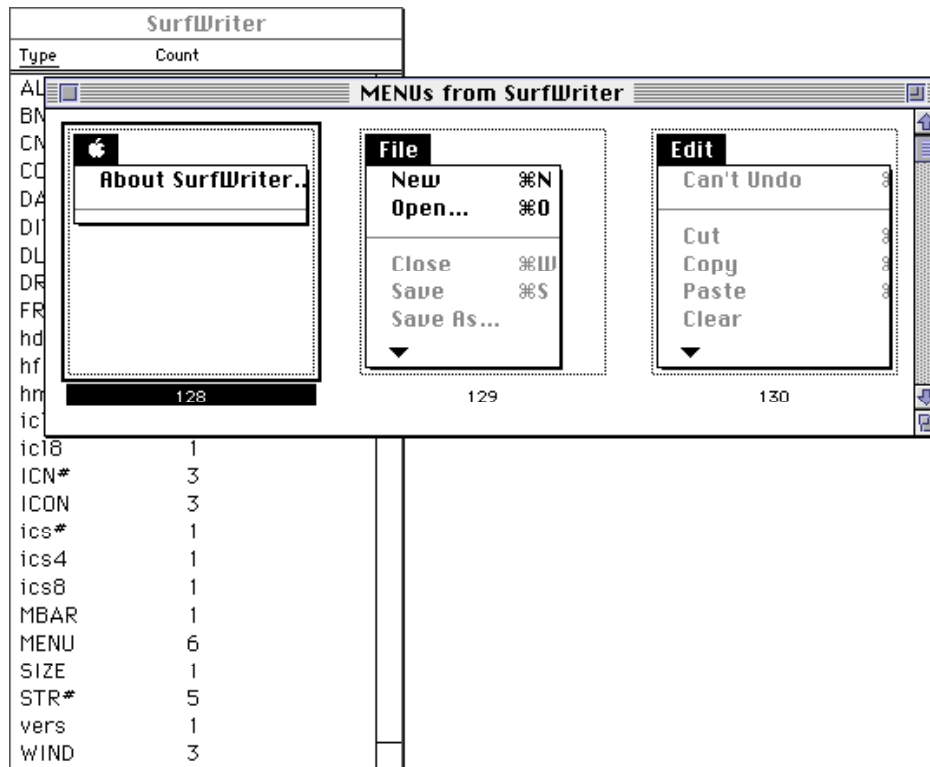 SurfWriter
Type Count
AL
BN
CN
CO
DA
DI
DL
DR
FR
hd
hf
hm
ic
MENUs from SurfWriter
About SurfWriter..
128
File
New ⌘N
Open... ⌘O
Close ⌘W
Save ⌘S
Save As...
129
Edit
Can't Undo
Cut
Copy
Paste
Clear
130
icl8 1
ICN# 3
ICON 3
ics# 1
ics4 1
ics8 1
MBAR 1
MENU 6
SIZE 1
STR# 5
vers 1
WIND 3